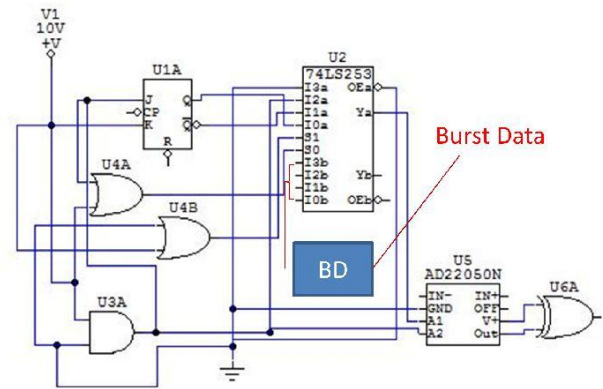 V1
10V
+V
U1A
J
Q
CP
K
Q
R
U2
74LS253
I3a
OEa
I2a
I1a
Ya
I0a
S1
S0
I3b
I2b
Yb
I1b
I0b
OEb
Burst Data
U4A
U4B
BD
U3A
U5
AD22050N
IN-
IN+
GND
OFF
A1
V+
A2
Out
U6A